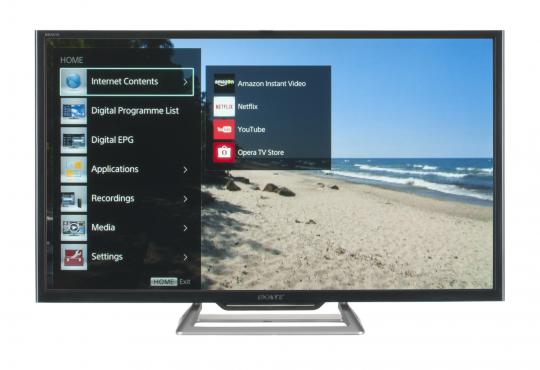 HOME
Internet Contents
Digital Programme List
Digital EPG
Applications
Recordings
Media
Settings
HOME Exit
amazon Amazon Instant Video
NETFLIX Netflix
YouTube
Opera TV Store